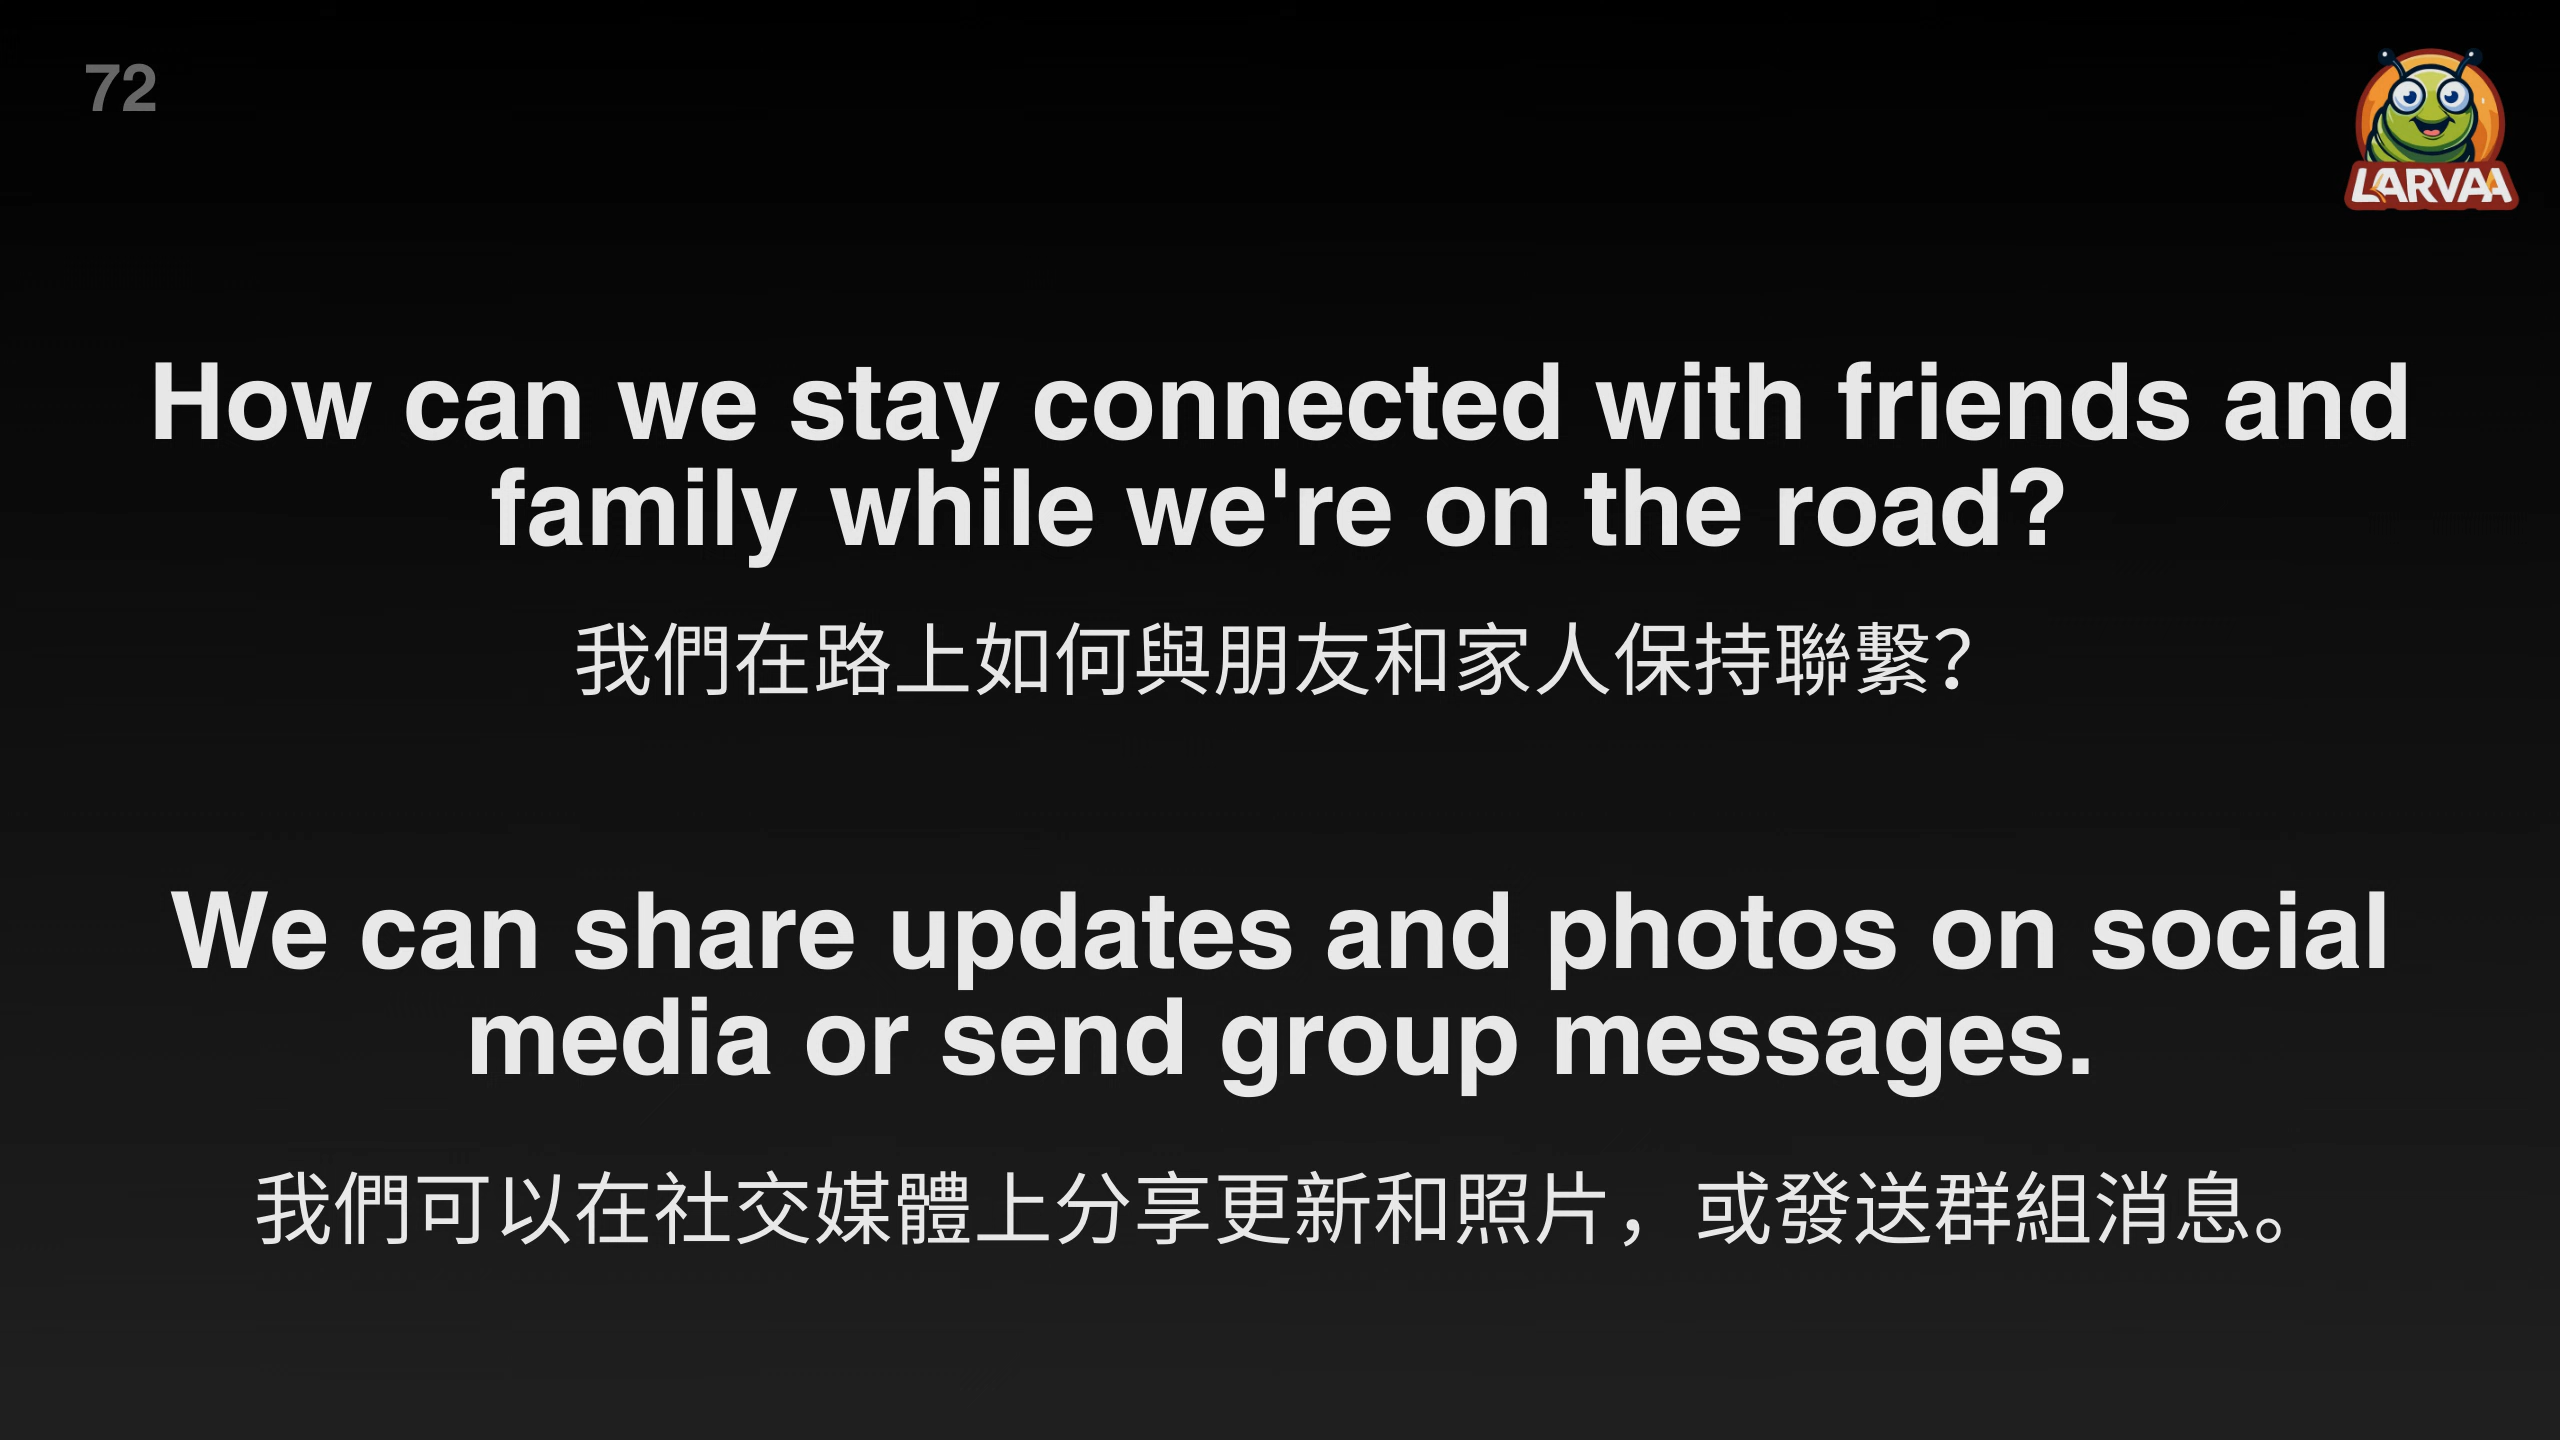 72
LARVAA
How can we stay connected with friends and
family while we're on the road?
我們在路上如何與朋友和家人保持聯繫?
We can share updates and photos on social
media or send group messages.
我們可以在社交媒體上分享更新和照片，或發送群組消息。